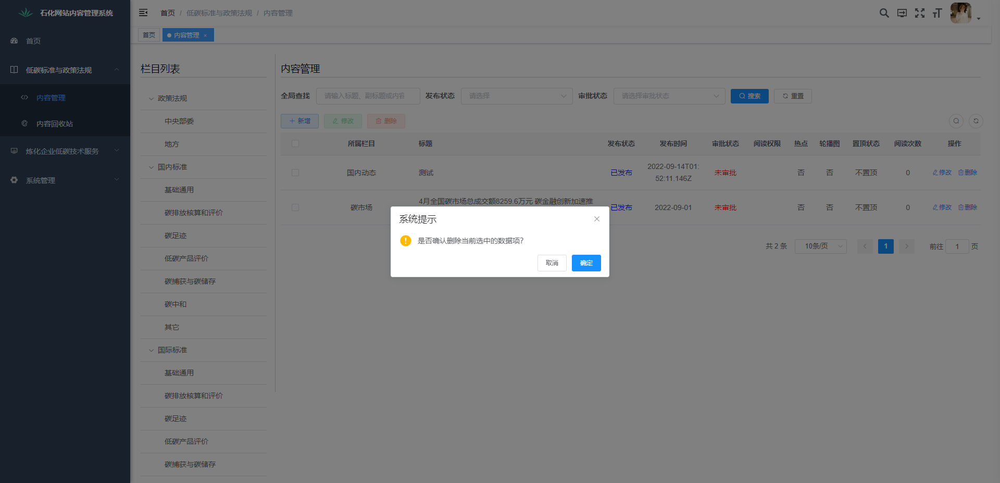 石化网站内容管理系统
首页
低碳标准与政策法规
内容管理
内容回收站
炼化企业低碳技术服务
系统管理
首页 / 低碳标准与政策法规 / 内容管理
首页
内容管理 ×
栏目列表
政策法规
中央部委
地方
国内标准
基础通用
碳排放核算和评价
碳足迹
低碳产品评价
碳捕获与碳储存
碳中和
其它
国际标准
基础通用
碳排放核算和评价
碳足迹
低碳产品评价
碳捕获与碳储存
内容管理
全局查找 请输入标题、副标题或内容 发布状态 请选择 审批状态 请选择审批状态 搜索 重置
新增 修改 删除
所属栏目 标题 发布状态 发布时间 审批状态 阅读权限 热点 轮播图 置顶状态 阅读次数 操作
国内动态 测试 已发布 2022-09-14T01:52:11.146Z 未审批 否 否 不置顶 0 修改 删除
碳市场 4月全国碳市场总成交额8259.6万元 碳金融创新加速推 已发布 2022-09-01 未审批 否 否 不置顶 0 修改 删除
共 2 条 10条/页 1 前往 1 页
系统提示
是否确认删除当前选中的数据项？
取消 确定